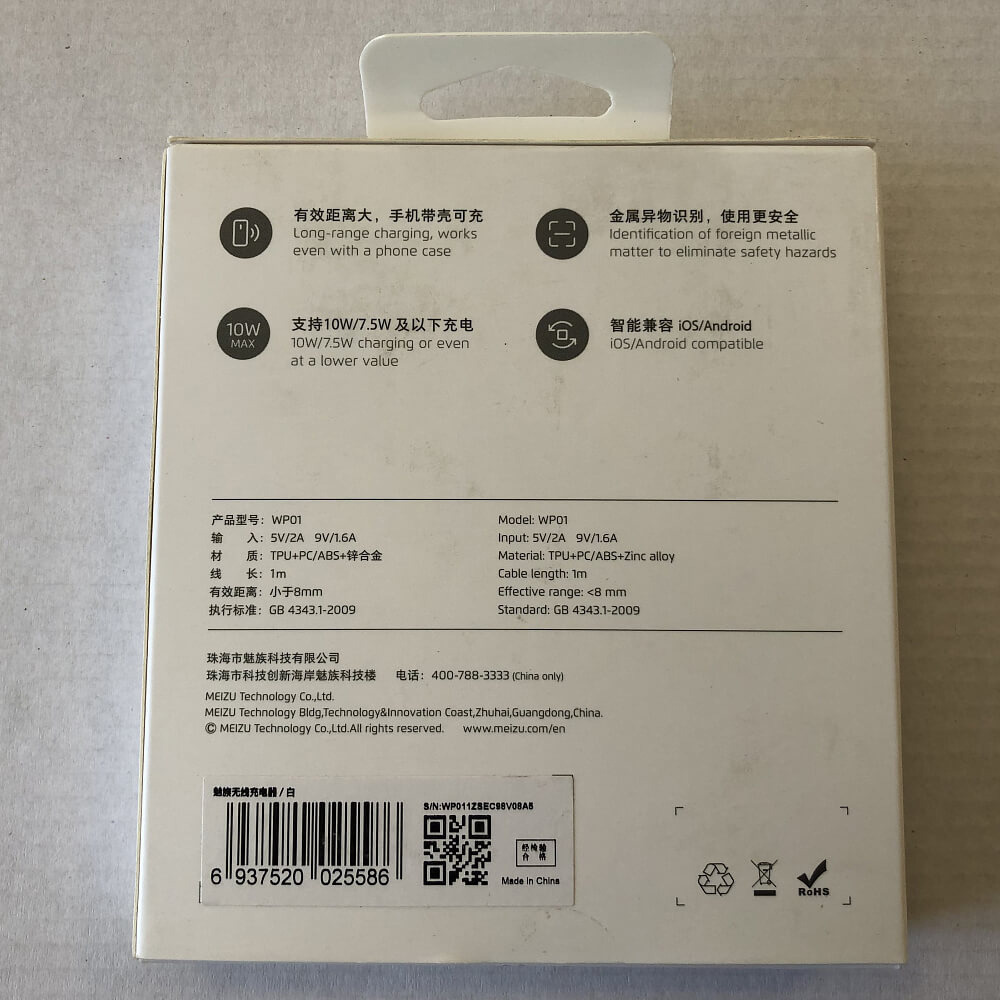 有效距离大，手机带壳可充
Long-range charging, works
even with a phone case
金属异物识别，使用更安全
Identification of foreign metallic
matter to eliminate safety hazards
10W
MAX
支持10W/7.5W 及以下充电
10W/7.5W charging or even
at a lower value
智能兼容 iOS/Android
iOS/Android compatible
产品型号：WP01
输 入：5V/2A 9V/1.6A
材 质：TPU+PC/ABS+锌合金
线 长：1m
有效距离：小于8mm
执行标准：GB 4343.1-2009
Model: WP01
Input: 5V/2A 9V/1.6A
Material: TPU+PC/ABS+Zinc alloy
Cable length: 1m
Effective range: <8 mm
Standard: GB 4343.1-2009
珠海市魅族科技有限公司
珠海市科技创新海岸魅族科技楼 电话：400-788-3333 (China only)
MEIZU Technology Co.,Ltd.
MEIZU Technology Bldg,Technology&Innovation Coast,Zhuhai,Guangdong,China.
© MEIZU Technology Co.,Ltd.All rights reserved. www.meizu.com/en
魅族无线充电器 / 白
6 937520 025586
S/N:WP011ZSEC98V08A5
合 格
Made In China
RoHS